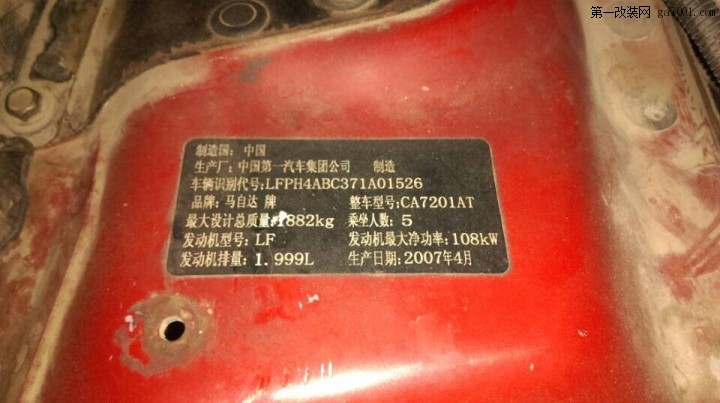 第一改装网 gai001.com
制造国：中国
生产厂：中国第一汽车集团公司 制造
车辆识别代号：LFPH4ABC371A01526
品牌：马自达 牌 整车型号：CA7201AT
最大设计总质量：1882kg 乘坐人数：5
发动机型号：LF 发动机最大净功率：108kW
发动机排量：1.999L 生产日期：2007年4月